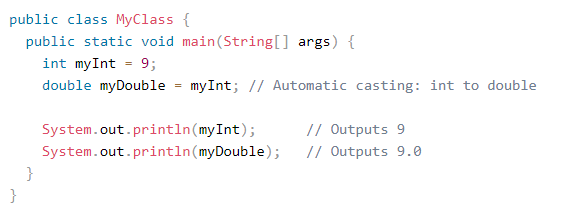 public class MyClass {
  public static void main(String[] args) {
    int myInt = 9;
    double myDouble = myInt; // Automatic casting: int to double

    System.out.println(myInt);      // Outputs 9
    System.out.println(myDouble);   // Outputs 9.0
  }
}